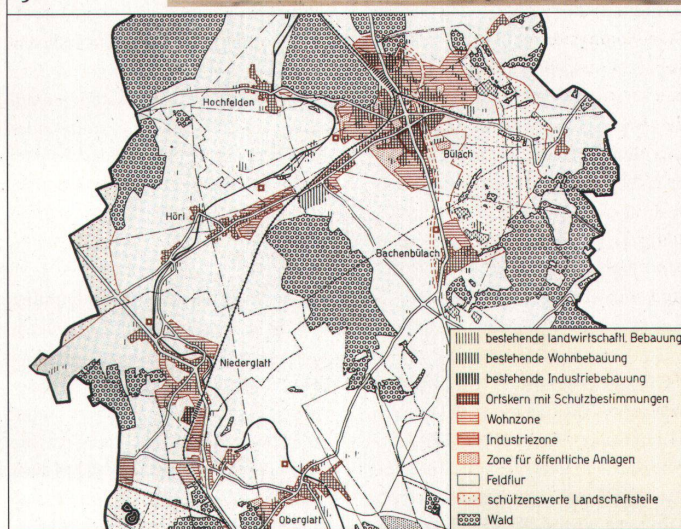 Hochfelden
Bülach
Höri
Bachenbülach
Niederglatt
Oberglatt
bestehende landwirtschaftl. Bebauung
bestehende Wohnbebauung
bestehende Industriebebauung
Ortskern mit Schutzbestimmungen
Wohnzone
Industriezone
Zone für öffentliche Anlagen
Feldflur
schützenswerte Landschaftsteile
Wald